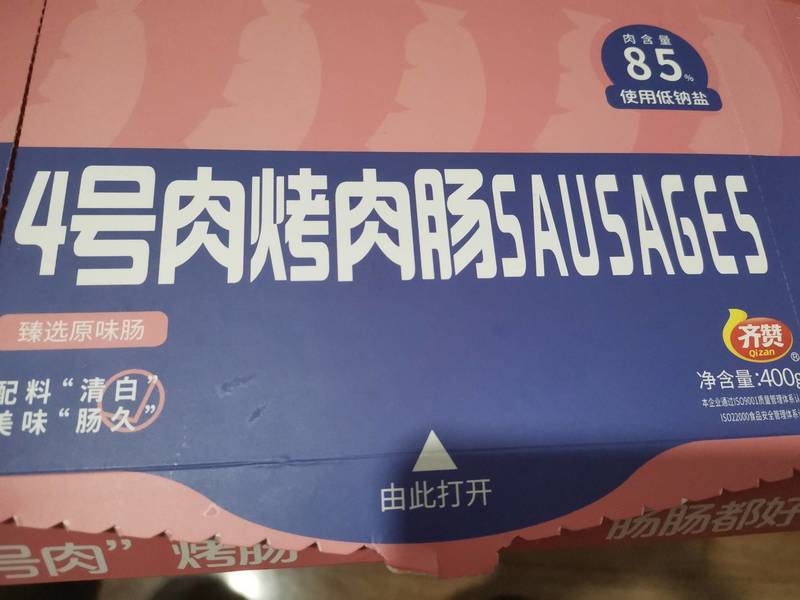 肉含量
85%
使用低钠盐
4号肉烤肉肠SAUSAGES
臻选原味肠
齐赞
Qizan
®
配料“清白”
美味“肠久”
净含量:400g
本企业通过ISO9001质量管理体系认
ISO22000食品安全管理体系
由此打开
号肉”烤肠
肠肠都好